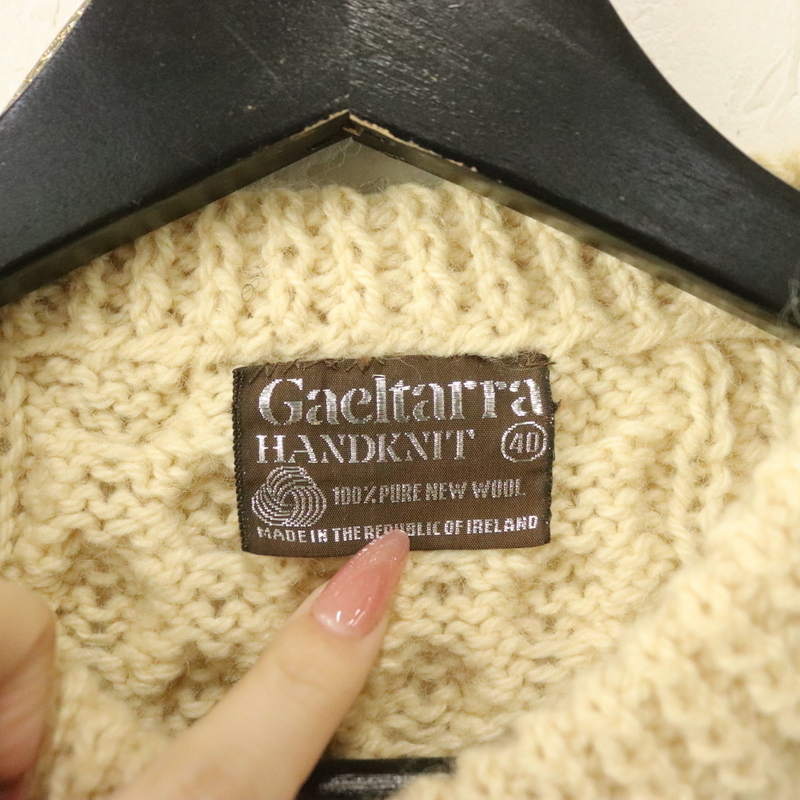 Gaeltarra
HANDKNIT 40
100% PURE NEW WOOL
MADE IN THE REPUBLIC OF IRELAND